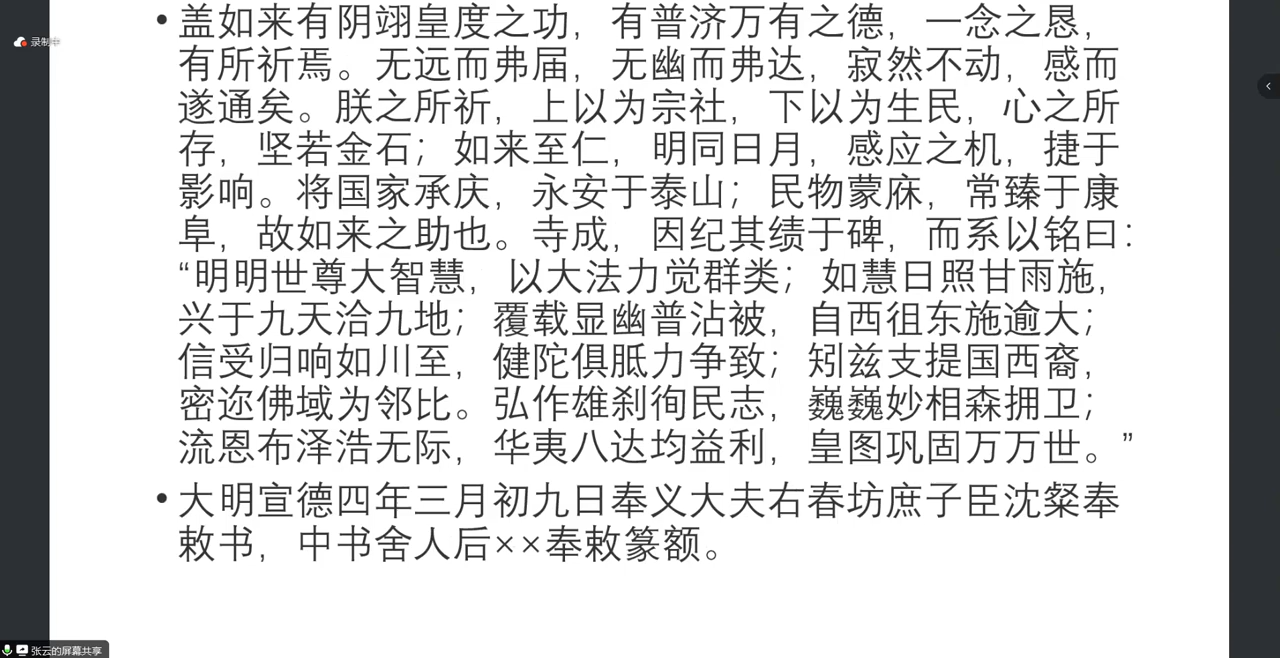 • 盖如来有阴翊皇度之功，有普济万有之德，一念之恳，
录制中
有所祈焉。无远而弗届，无幽而弗达，寂然不动，感而
遂通矣。朕之所祈，上以为宗社，下以为生民，心之所
存，坚若金石；如来至仁，明同日月，感应之机，捷于
影响。将国家承庆，永安于泰山；民物蒙庥，常臻于康
阜，故如来之助也。寺成，因纪其绩于碑，而系以铭曰：
“明明世尊大智慧，以大法力觉群类；如慧日照甘雨施，
兴于九天洽九地；覆载显幽普沾被，自西徂东施逾大；
信受归响如川至，健陀俱胝力争致；矧兹支提国西裔，
密迩佛域为邻比。弘作雄刹徇民志，巍巍妙相森拥卫；
流恩布泽浩无际，华夷八达均益利，皇图巩固万万世。”
• 大明宣德四年三月初九日奉义大夫右春坊庶子臣沈粲奉
敕书，中书舍人后××奉敕篆额。
张云的屏幕共享